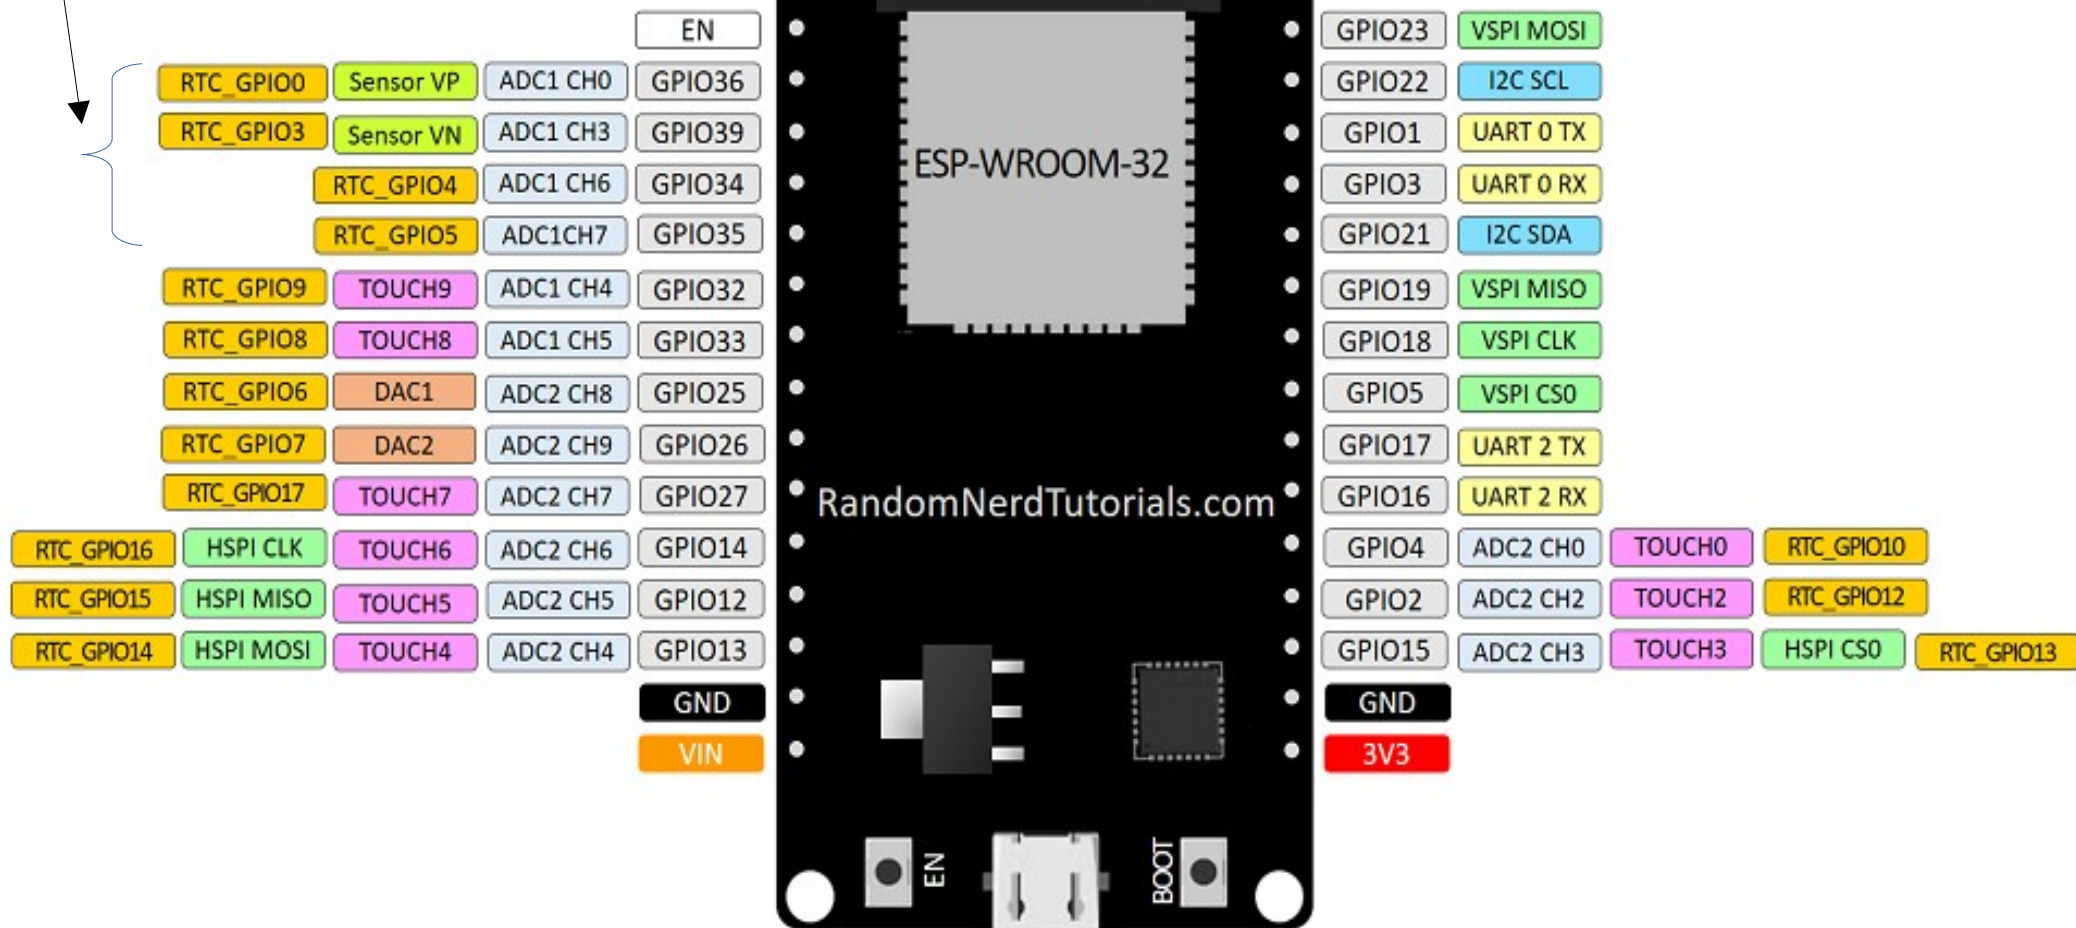 EN GPIO23 VSPI MOSI
RTC_GPIO0 Sensor VP ADC1 CH0 GPIO36 GPIO22 I2C SCL
RTC_GPIO3 Sensor VN ADC1 CH3 GPIO39 GPIO1 UART 0 TX
RTC_GPIO4 ADC1 CH6 GPIO34 ESP-WROOM-32 GPIO3 UART 0 RX
RTC_GPIO5 ADC1CH7 GPIO35 GPIO21 I2C SDA
RTC_GPIO9 TOUCH9 ADC1 CH4 GPIO32 GPIO19 VSPI MISO
RTC_GPIO8 TOUCH8 ADC1 CH5 GPIO33 GPIO18 VSPI CLK
RTC_GPIO6 DAC1 ADC2 CH8 GPIO25 GPIO5 VSPI CS0
RTC_GPIO7 DAC2 ADC2 CH9 GPIO26 GPIO17 UART 2 TX
RTC_GPIO17 TOUCH7 ADC2 CH7 GPIO27 RandomNerdTutorials.com GPIO16 UART 2 RX
RTC_GPIO16 HSPI CLK TOUCH6 ADC2 CH6 GPIO14 GPIO4 ADC2 CH0 TOUCH0 RTC_GPIO10
RTC_GPIO15 HSPI MISO TOUCH5 ADC2 CH5 GPIO12 GPIO2 ADC2 CH2 TOUCH2 RTC_GPIO12
RTC_GPIO14 HSPI MOSI TOUCH4 ADC2 CH4 GPIO13 GPIO15 ADC2 CH3 TOUCH3 HSPI CS0 RTC_GPIO13
GND GND
VIN 3V3
EN BOOT